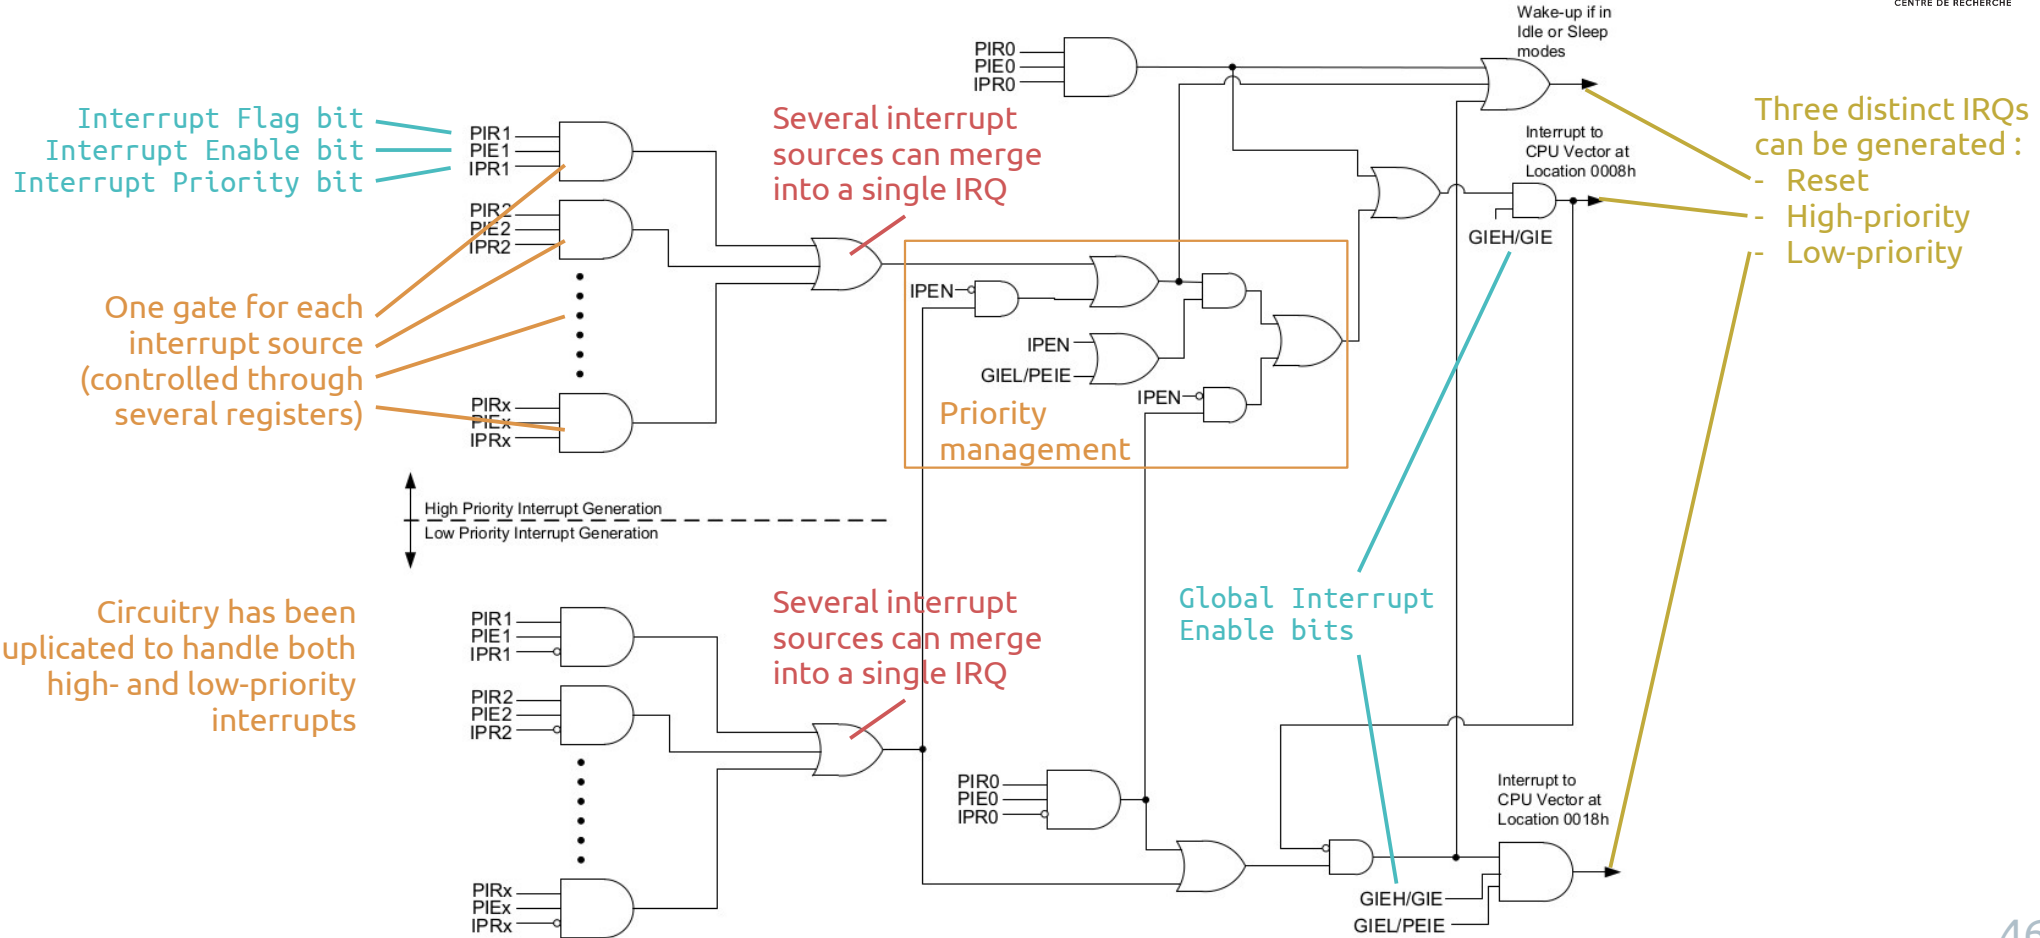 CENTRE DE RECHERCHE
Wake-up if in
Idle or Sleep
modes
PIR0
PIE0
IPR0
Interrupt Flag bit
Interrupt Enable bit
Interrupt Priority bit
PIR1
PIE1
IPR1
Several interrupt
sources can merge
into a single IRQ
Interrupt to
CPU Vector at
Location 0008h
Three distinct IRQs
can be generated :
- Reset
- High-priority
- Low-priority
PIR2
PIE2
IPR2
GIEH/GIE
One gate for each
interrupt source
(controlled through
several registers)
IPEN
IPEN
GIEL/PEIE
IPEN
Priority
management
PIRx
PIEx
IPRx
High Priority Interrupt Generation
Low Priority Interrupt Generation
Circuitry has been
uplicated to handle both
high- and low-priority
interrupts
PIR1
PIE1
IPR1
Several interrupt
sources can merge
into a single IRQ
Global Interrupt
Enable bits
PIR2
PIE2
IPR2
PIR0
PIE0
IPR0
Interrupt to
CPU Vector at
Location 0018h
PIRx
PIEx
IPRx
GIEH/GIE
GIEL/PEIE
46